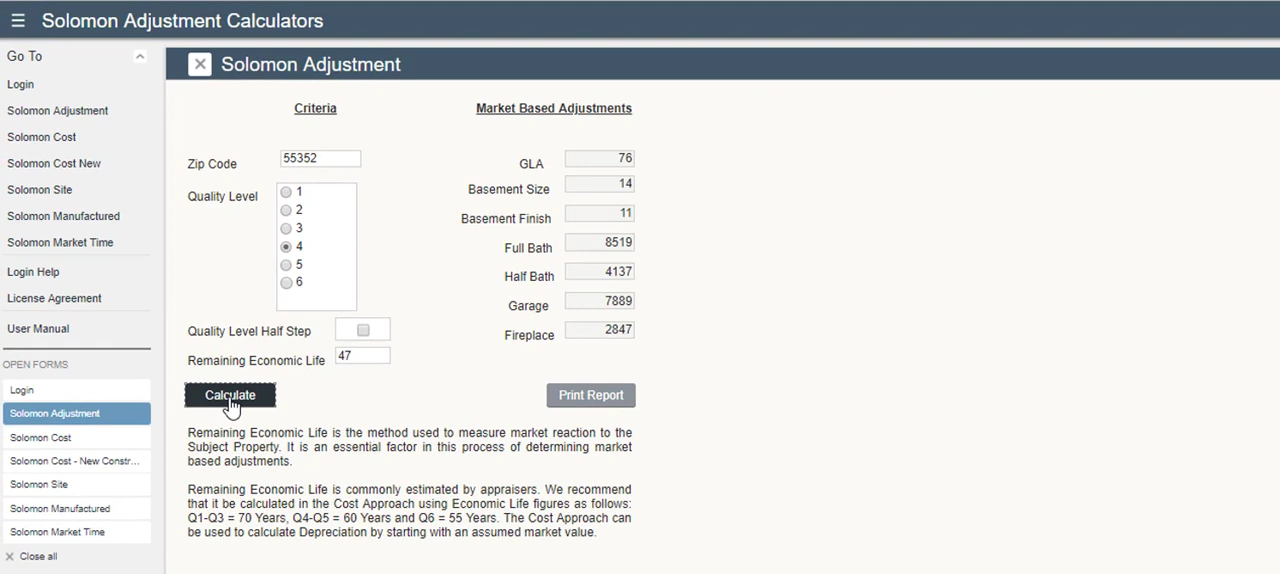 ☰ Solomon Adjustment Calculators
Go To
Login
Solomon Adjustment
Solomon Cost
Solomon Cost New
Solomon Site
Solomon Manufactured
Solomon Market Time
Login Help
License Agreement
User Manual
OPEN FORMS
Login
Solomon Adjustment
Solomon Cost
Solomon Cost - New Constr...
Solomon Site
Solomon Manufactured
Solomon Market Time
× Close all
× Solomon Adjustment
Criteria
Zip Code 55352
Quality Level
1
2
3
4
5
6
Quality Level Half Step
Remaining Economic Life 47
Market Based Adjustments
GLA 76
Basement Size 14
Basement Finish 11
Full Bath 8519
Half Bath 4137
Garage 7889
Fireplace 2847
Calculate
Print Report
Remaining Economic Life is the method used to measure market reaction to the
Subject Property. It is an essential factor in this process of determining market
based adjustments.
Remaining Economic Life is commonly estimated by appraisers. We recommend
that it be calculated in the Cost Approach using Economic Life figures as follows:
Q1-Q3 = 70 Years, Q4-Q5 = 60 Years and Q6 = 55 Years. The Cost Approach can
be used to calculate Depreciation by starting with an assumed market value.